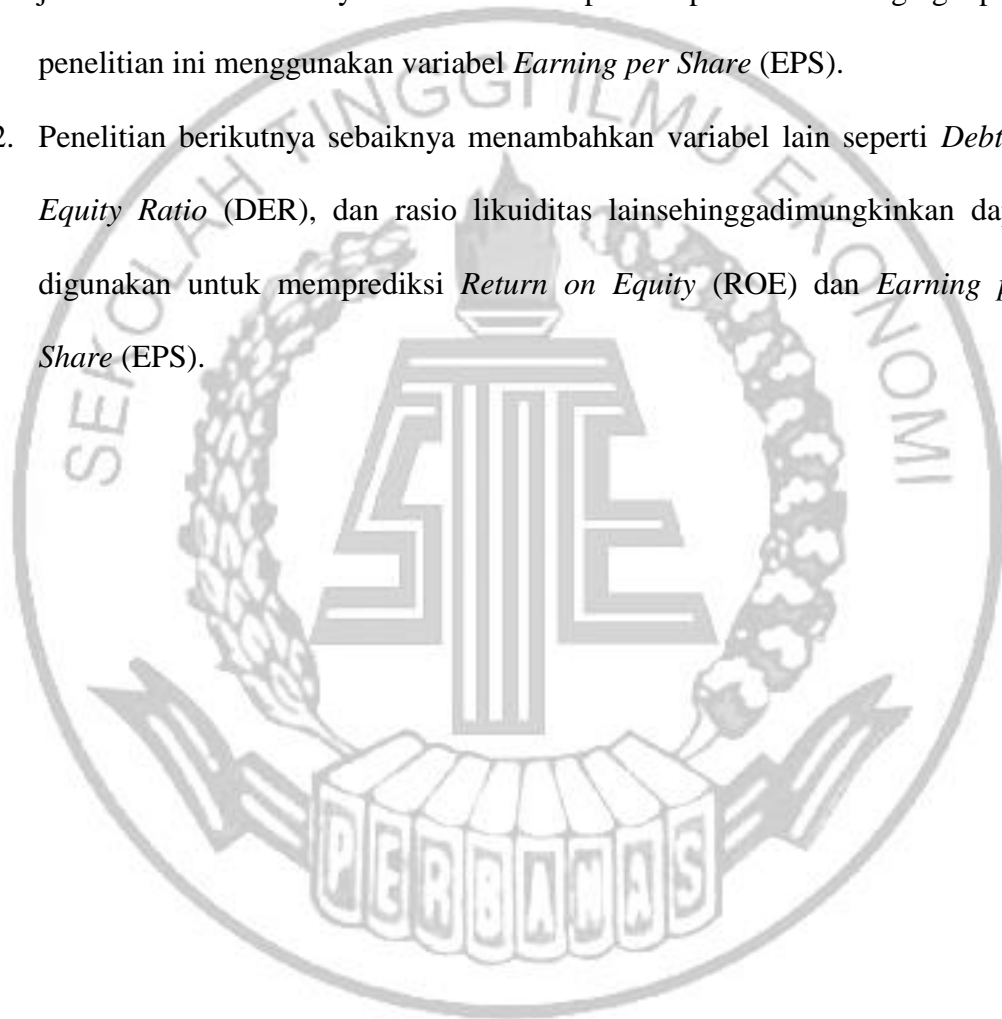 penelitian ini menggunakan variabel Earning per Share (EPS).
2. Penelitian berikutnya sebaiknya menambahkan variabel lain seperti Debt
Equity Ratio (DER), dan rasio likuiditas lainsehinggadimungkinkan da
digunakan untuk memprediksi Return on Equity (ROE) dan Earning p
Share (EPS).
SEKOLAH TINGGI ILMU EKONOMI
STIE
PERBANAS